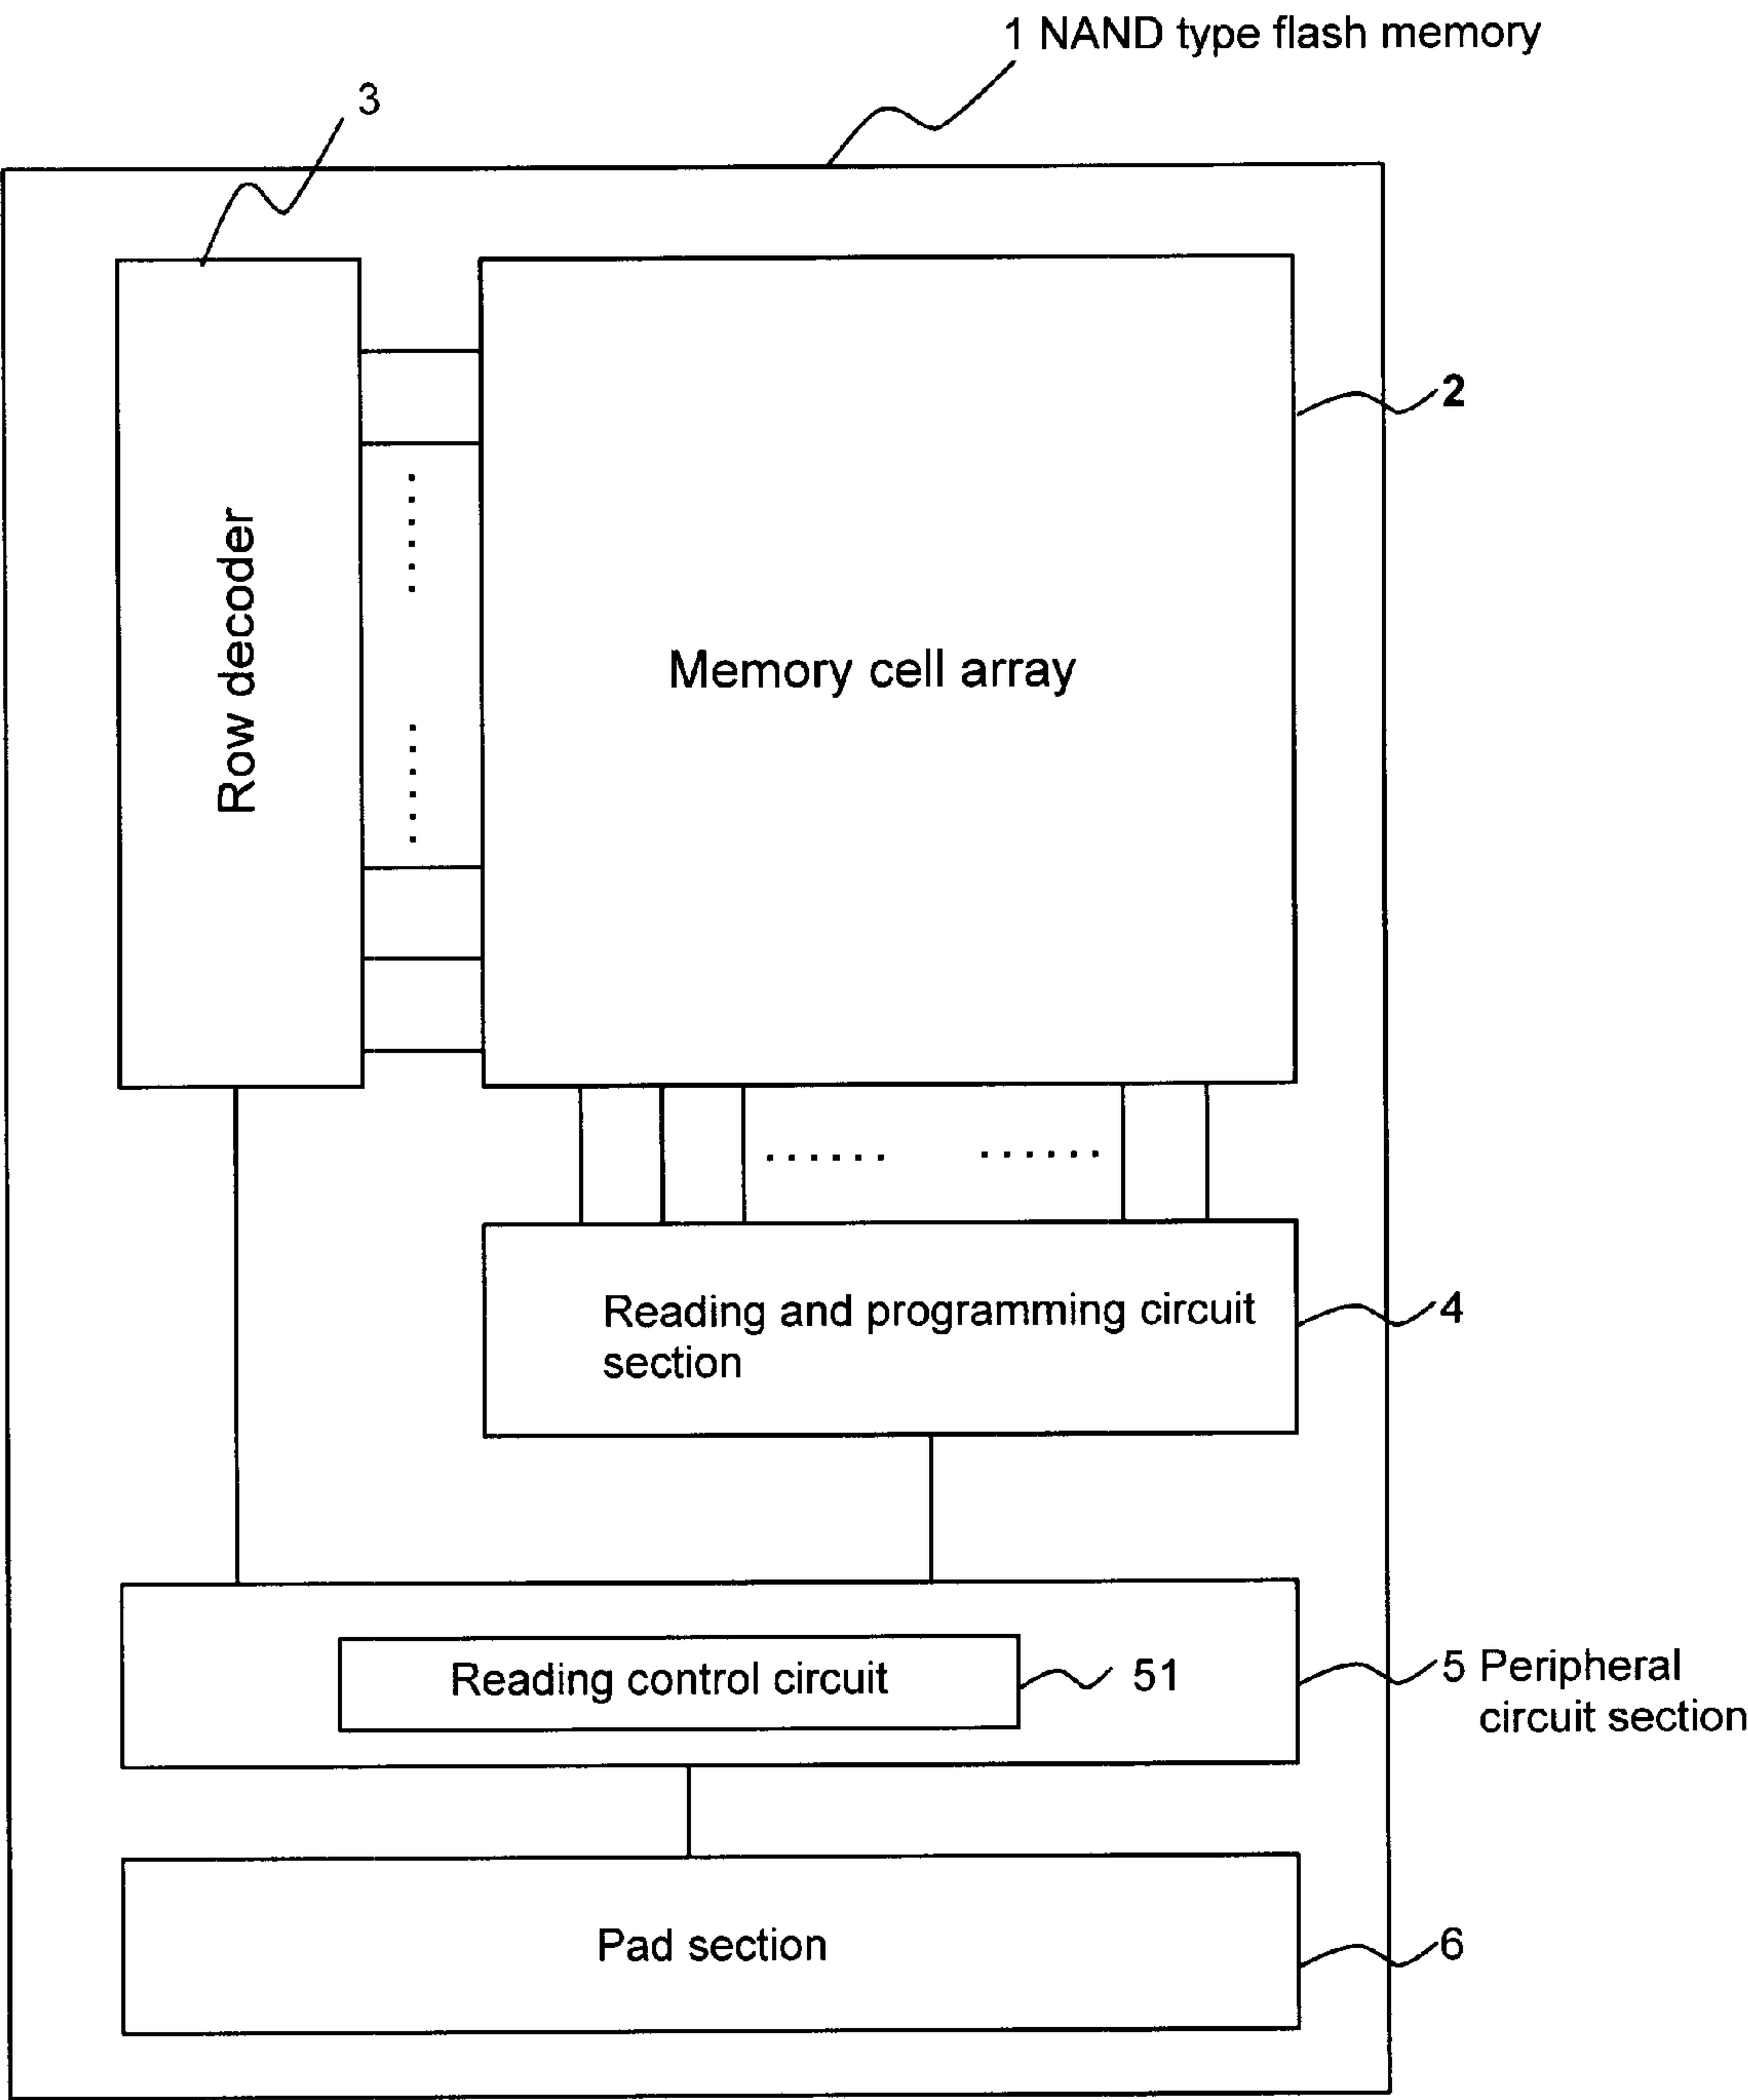 1 NAND type flash memory
3
2
Row decoder
Memory cell array
Reading and programming circuit
section
4
Reading control circuit
51
5 Peripheral
circuit section
Pad section
6